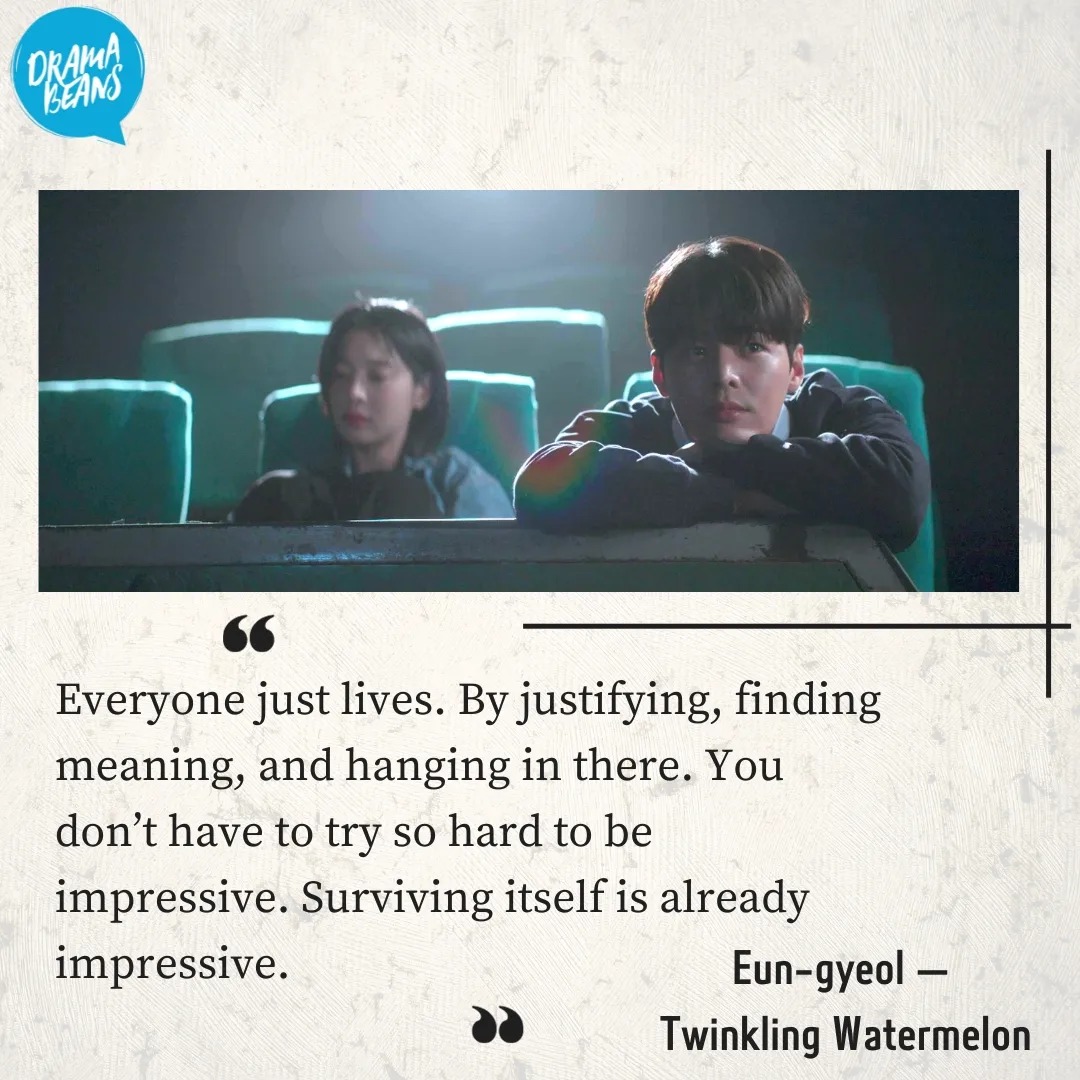 DRAMA
BEANS
“
Everyone just lives. By justifying, finding
meaning, and hanging in there. You
don’t have to try so hard to be
impressive. Surviving itself is already
impressive.
”
Eun-gyeol –
Twinkling Watermelon